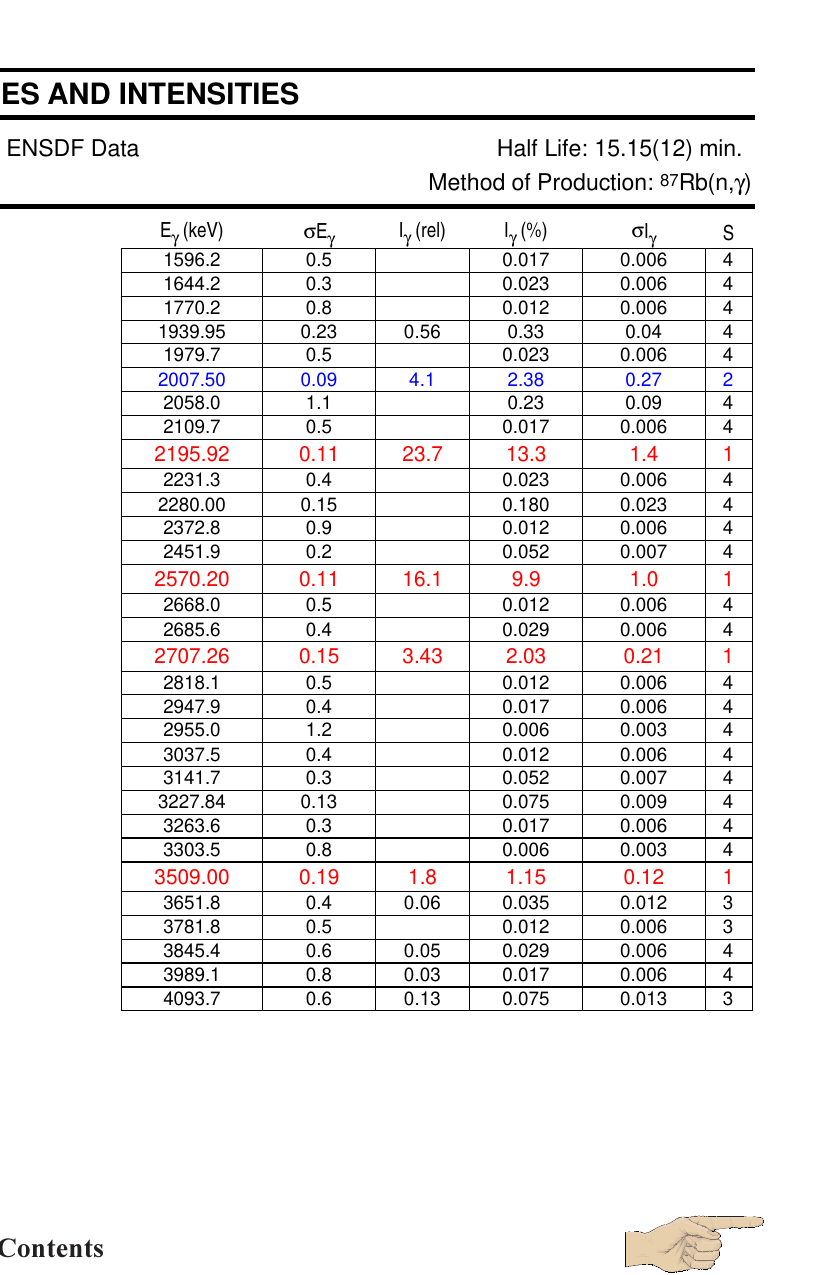 ES AND INTENSITIES
ENSDF Data Half Life: 15.15(12) min.
Method of Production: ⁸⁷Rb(n,γ)
Eγ (keV) σEγ Iγ (rel) Iγ (%) σIγ S
1596.2 0.5 0.017 0.006 4
1644.2 0.3 0.023 0.006 4
1770.2 0.8 0.012 0.006 4
1939.95 0.23 0.56 0.33 0.04 4
1979.7 0.5 0.023 0.006 4
2007.50 0.09 4.1 2.38 0.27 2
2058.0 1.1 0.23 0.09 4
2109.7 0.5 0.017 0.006 4
2195.92 0.11 23.7 13.3 1.4 1
2231.3 0.4 0.023 0.006 4
2280.00 0.15 0.180 0.023 4
2372.8 0.9 0.012 0.006 4
2451.9 0.2 0.052 0.007 4
2570.20 0.11 16.1 9.9 1.0 1
2668.0 0.5 0.012 0.006 4
2685.6 0.4 0.029 0.006 4
2707.26 0.15 3.43 2.03 0.21 1
2818.1 0.5 0.012 0.006 4
2947.9 0.4 0.017 0.006 4
2955.0 1.2 0.006 0.003 4
3037.5 0.4 0.012 0.006 4
3141.7 0.3 0.052 0.007 4
3227.84 0.13 0.075 0.009 4
3263.6 0.3 0.017 0.006 4
3303.5 0.8 0.006 0.003 4
3509.00 0.19 1.8 1.15 0.12 1
3651.8 0.4 0.06 0.035 0.012 3
3781.8 0.5 0.012 0.006 3
3845.4 0.6 0.05 0.029 0.006 4
3989.1 0.8 0.03 0.017 0.006 4
4093.7 0.6 0.13 0.075 0.013 3
Contents